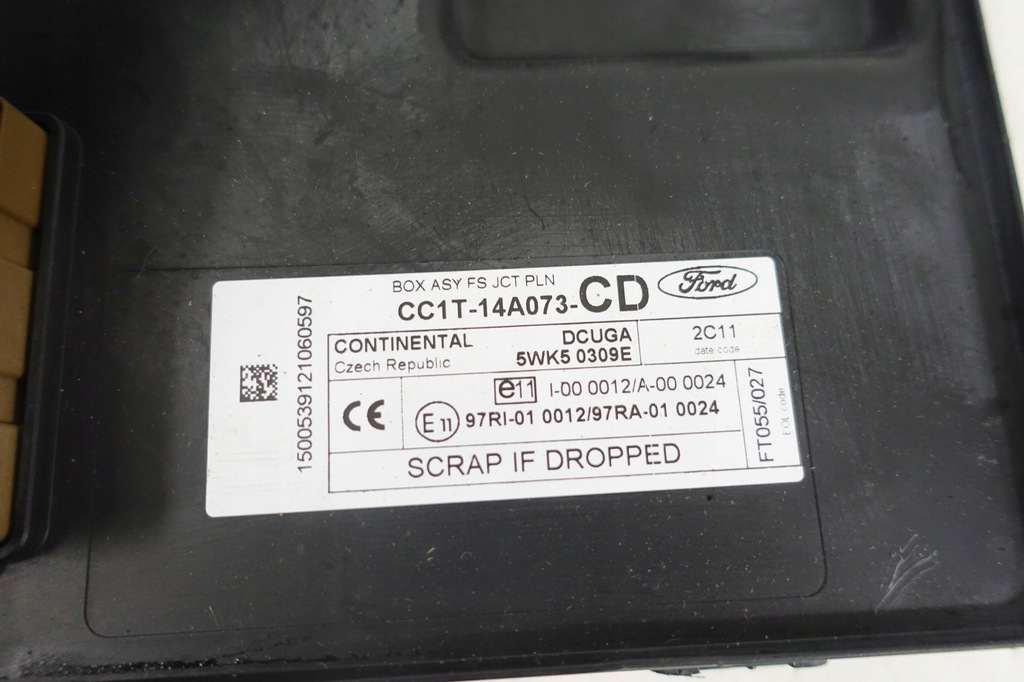 BOX ASY FS JCT PLN
CC1T-14A073-CD
Ford
150053912106059​7
CONTINENTAL DCUGA
Czech Republic 5WK5 0309E
2C11
date code
CE
e11 I-00 0012/A-00 0024
E11 97RI-01 0012/97RA-01 0024
SCRAP IF DROPPED
FT055/027
EOL code